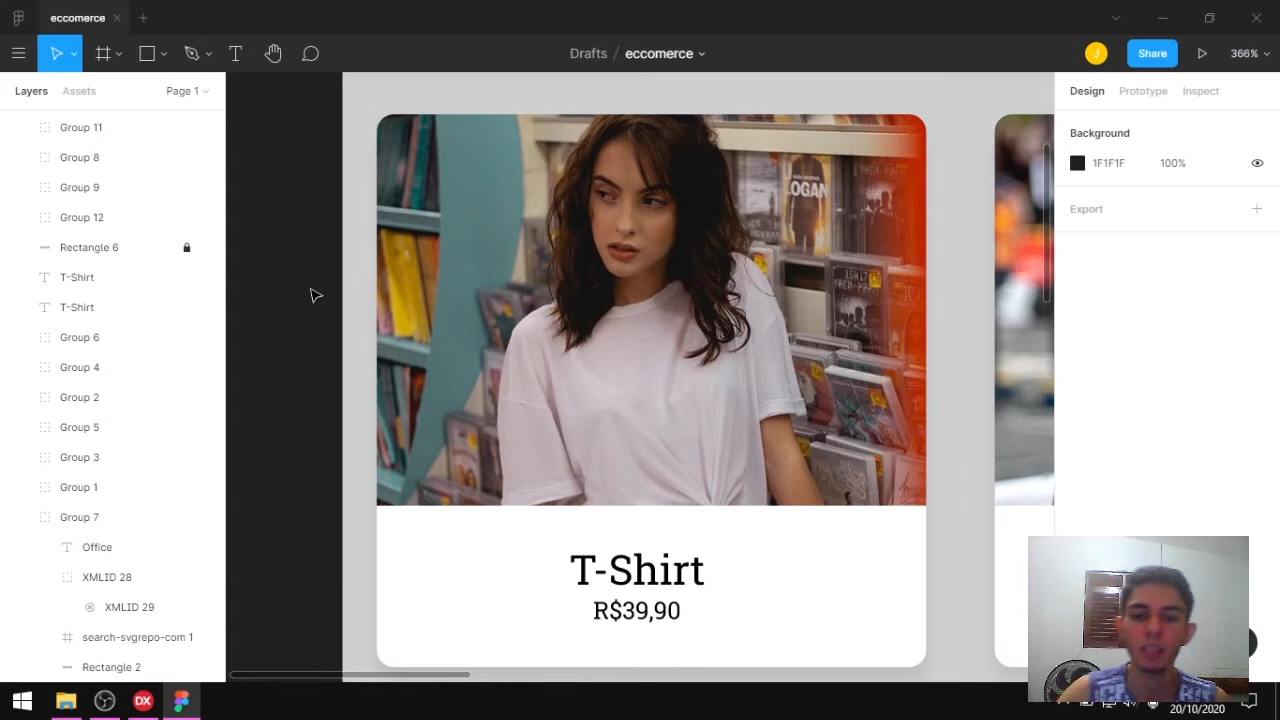 eccomerce
Drafts / eccomerce
J
Share
366%
Layers
Assets
Page 1
Design
Prototype
Inspect
Group 11
Group 8
Group 9
Group 12
Rectangle 6
T-Shirt
T-Shirt
Group 6
Group 4
Group 2
Group 5
Group 3
Group 1
Group 7
Office
XMLID 28
XMLID 29
search-svgrepo-com 1
Rectangle 2
Background
1F1F1F
100%
Export
LOGAN
T-Shirt
R$39,90
DX
20/10/2020